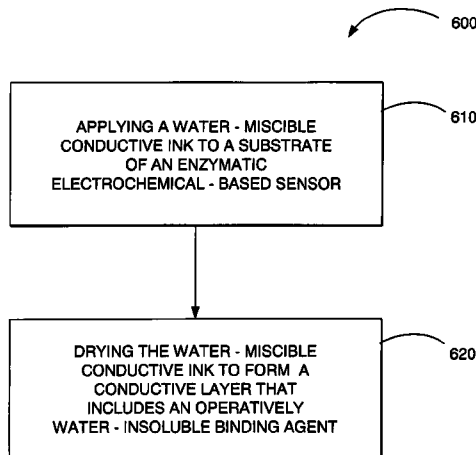 600
610
APPLYING A WATER - MISCIBLE
CONDUCTIVE INK TO A SUBSTRATE
OF AN ENZYMATIC
ELECTROCHEMICAL - BASED SENSOR
620
DRYING THE WATER - MISCIBLE
CONDUCTIVE INK TO FORM A
CONDUCTIVE LAYER THAT
INCLUDES AN OPERATIVELY
WATER - INSOLUBLE BINDING AGENT